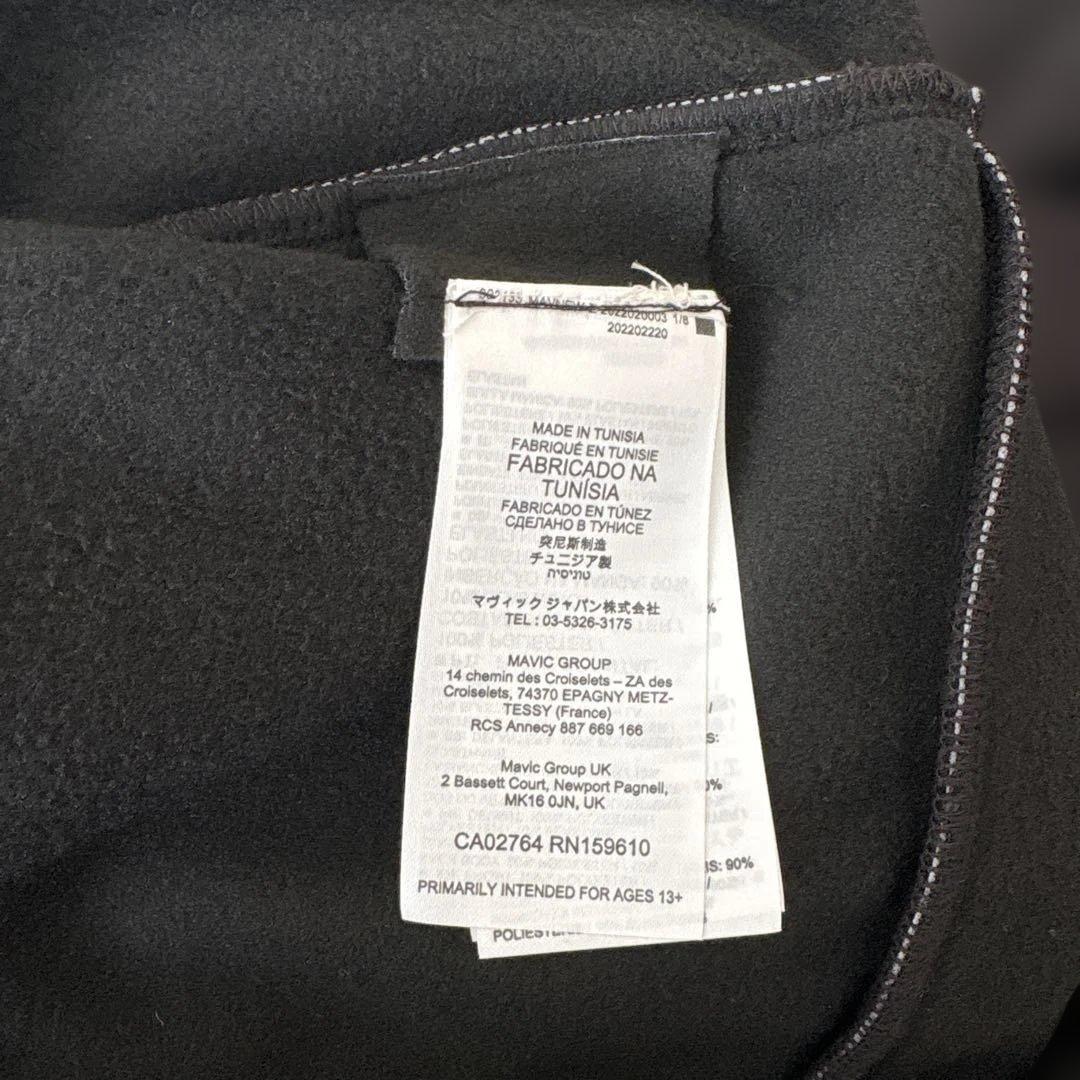 2022020003 1/8
202202220
MADE IN TUNISIA
FABRIQUÉ EN TUNISIE
FABRICADO NA
TUNÍSIA
FABRICADO EN TÚNEZ
СДЕЛАНО В ТУНИСЕ
突尼斯制造
チュニジア製
טוניסיה
マヴィック ジャパン株式会社
TEL : 03-5326-3175
MAVIC GROUP
14 chemin des Croiselets – ZA des
Croiselets, 74370 EPAGNY METZ-
TESSY (France)
RCS Annecy 887 669 166
Mavic Group UK
2 Bassett Court, Newport Pagnell,
MK16 0JN, UK
CA02764 RN159610
PRIMARILY INTENDED FOR AGES 13+
90%